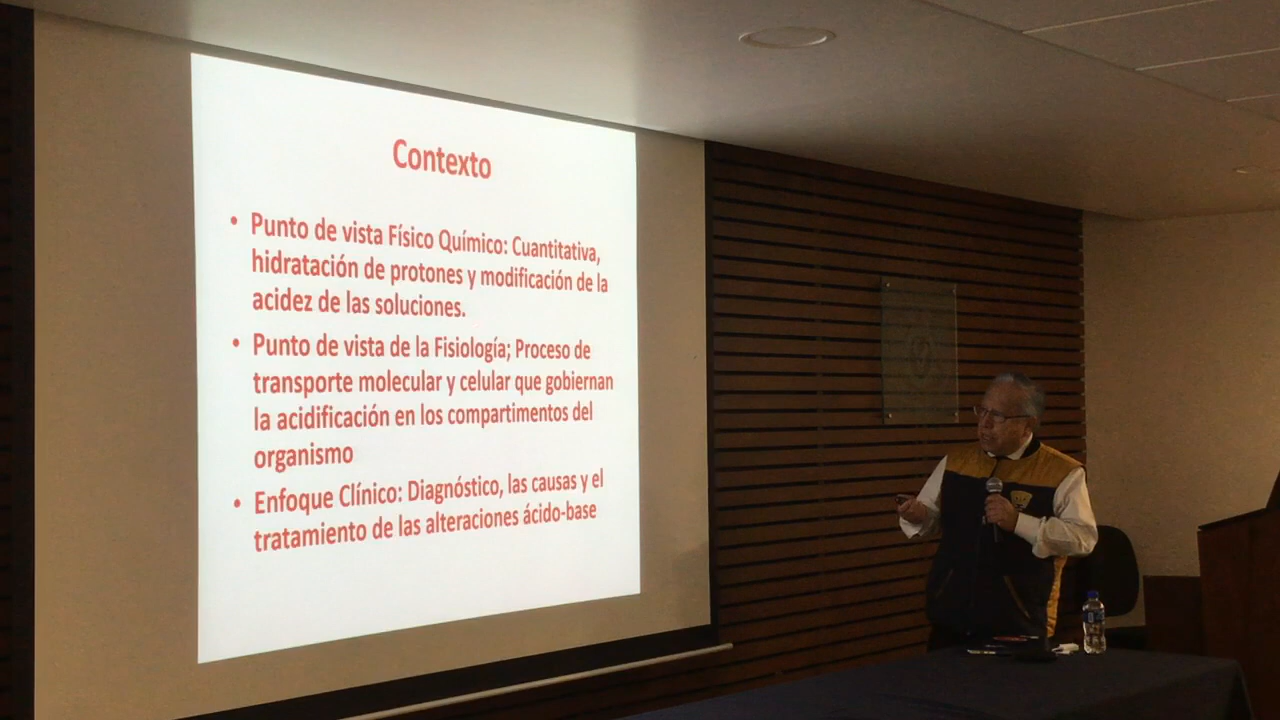 Contexto
• Punto de vista Físico Químico: Cuantitativa,
hidratación de protones y modificación de la
acidez de las soluciones.
• Punto de vista de la Fisiología; Proceso de
transporte molecular y celular que gobiernan
la acidificación en los compartimentos del
organismo
• Enfoque Clínico: Diagnóstico, las causas y el
tratamiento de las alteraciones ácido-base